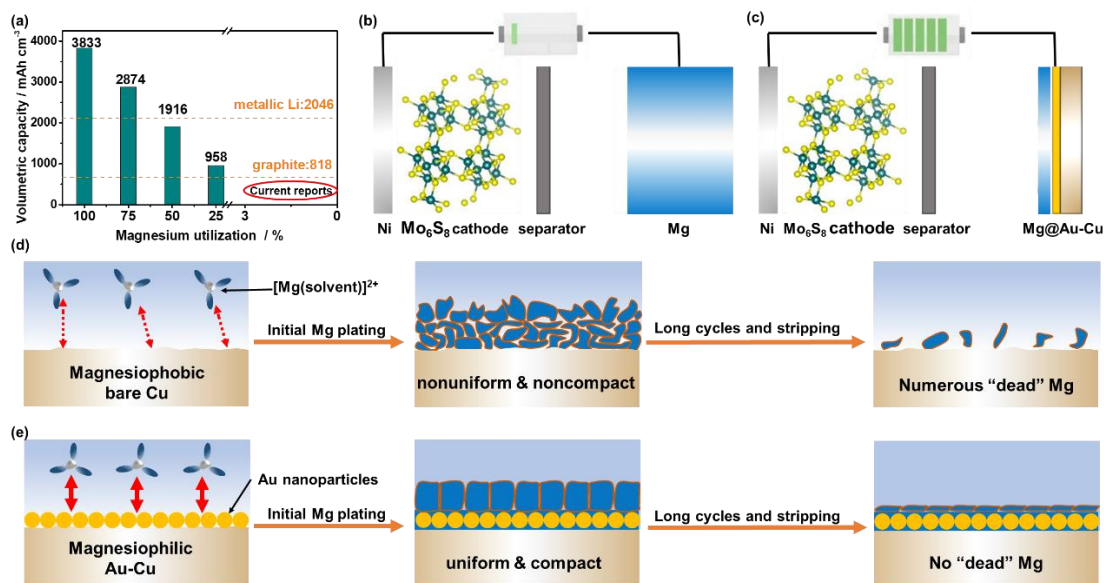 (a)
Volumetric capacity / mAh cm⁻³
4000
3000
2000
1000
0
3833
2874
1916
958
metallic Li:2046
graphite:818
Current reports
100 75 50 25 3 0
Magnesium utilization / %
(b)
Ni Mo₆S₈ cathode separator Mg
(c)
Ni Mo₆S₈ cathode separator Mg@Au-Cu
(d)
[Mg(solvent)]²⁺
Initial Mg plating
Long cycles and stripping
Magnesiophobic
bare Cu
nonuniform & noncompact
Numerous “dead” Mg
(e)
Au nanoparticles
Initial Mg plating
Long cycles and stripping
Magnesiophilic
Au-Cu
uniform & compact
No “dead” Mg